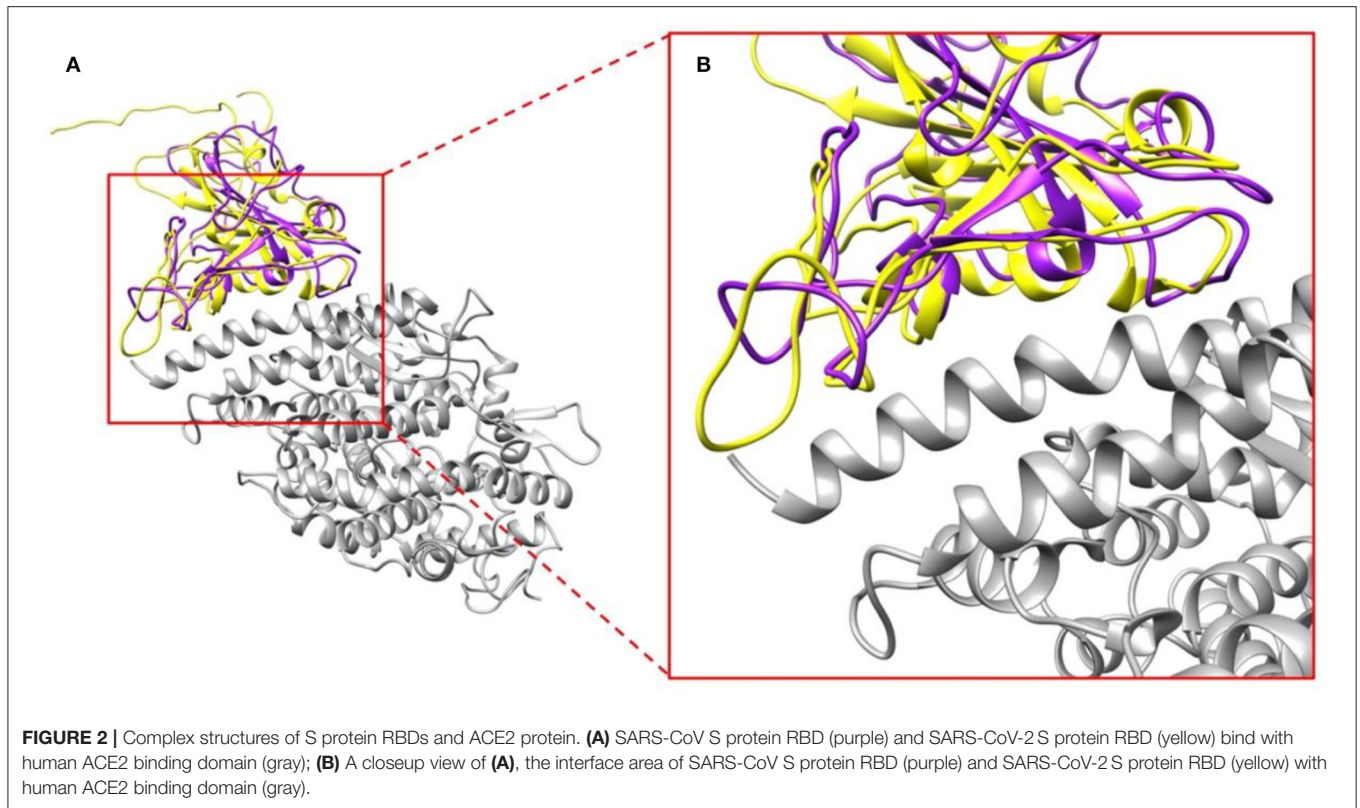 A
B
FIGURE 2 | Complex structures of S protein RBDs and ACE2 protein. (A) SARS-CoV S protein RBD (purple) and SARS-CoV-2 S protein RBD (yellow) bind with
human ACE2 binding domain (gray); (B) A closeup view of (A), the interface area of SARS-CoV S protein RBD (purple) and SARS-CoV-2 S protein RBD (yellow) with
human ACE2 binding domain (gray).